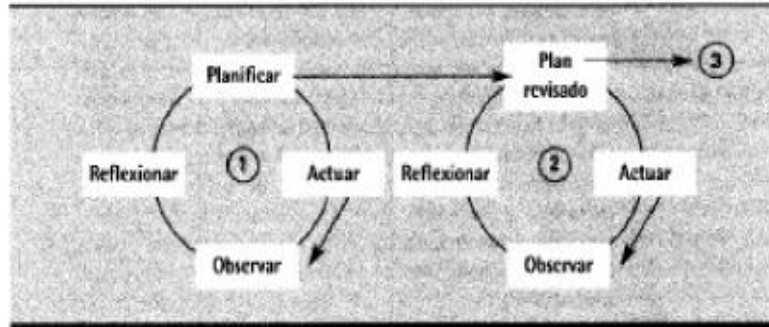 Planificar
Plan
revisado
3
Reflexionar
1
Actuar
Reflexionar
2
Actuar
Observar
Observar